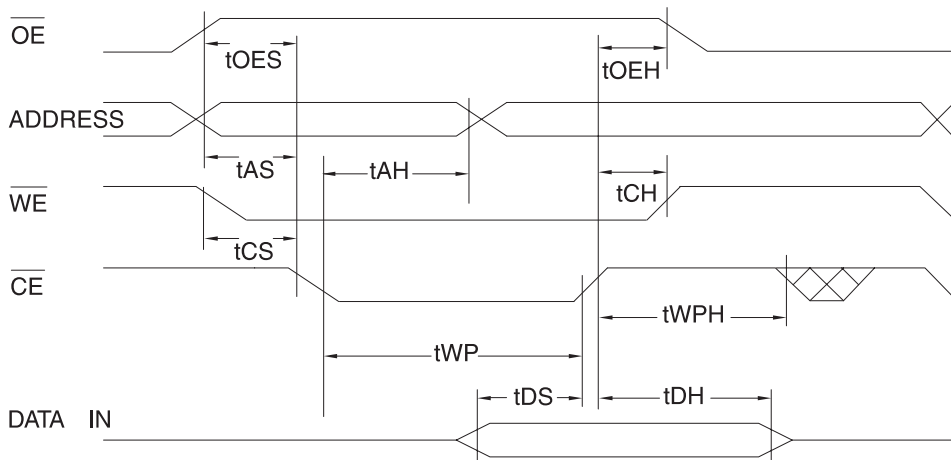 OE
tOES
tOEH
ADDRESS
tAS
tAH
tCH
WE
tCS
CE
tWPH
tWP
tDS
tDH
DATA IN